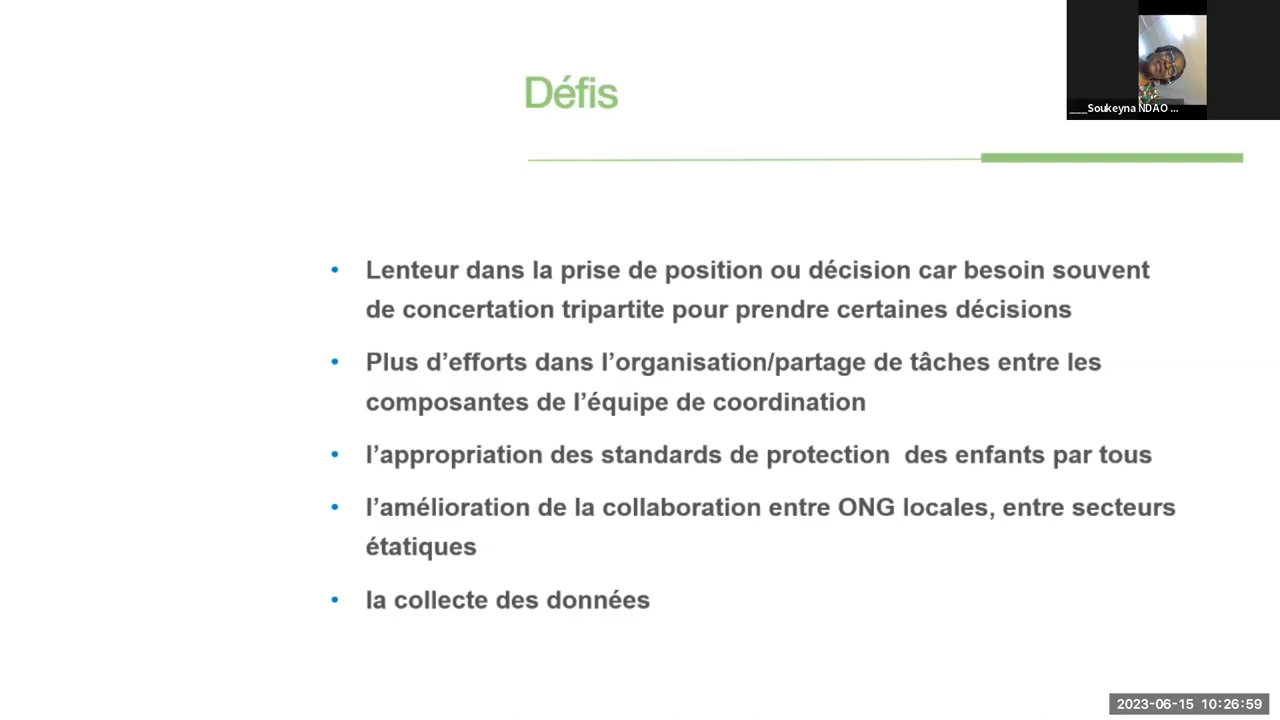 Défis
___Soukeyna NDAO ...
• Lenteur dans la prise de position ou décision car besoin souvent
de concertation tripartite pour prendre certaines décisions
• Plus d’efforts dans l’organisation/partage de tâches entre les
composantes de l’équipe de coordination
• l’appropriation des standards de protection  des enfants par tous
• l’amélioration de la collaboration entre ONG locales, entre secteurs
étatiques
• la collecte des données
2023-06-15 10:26:59